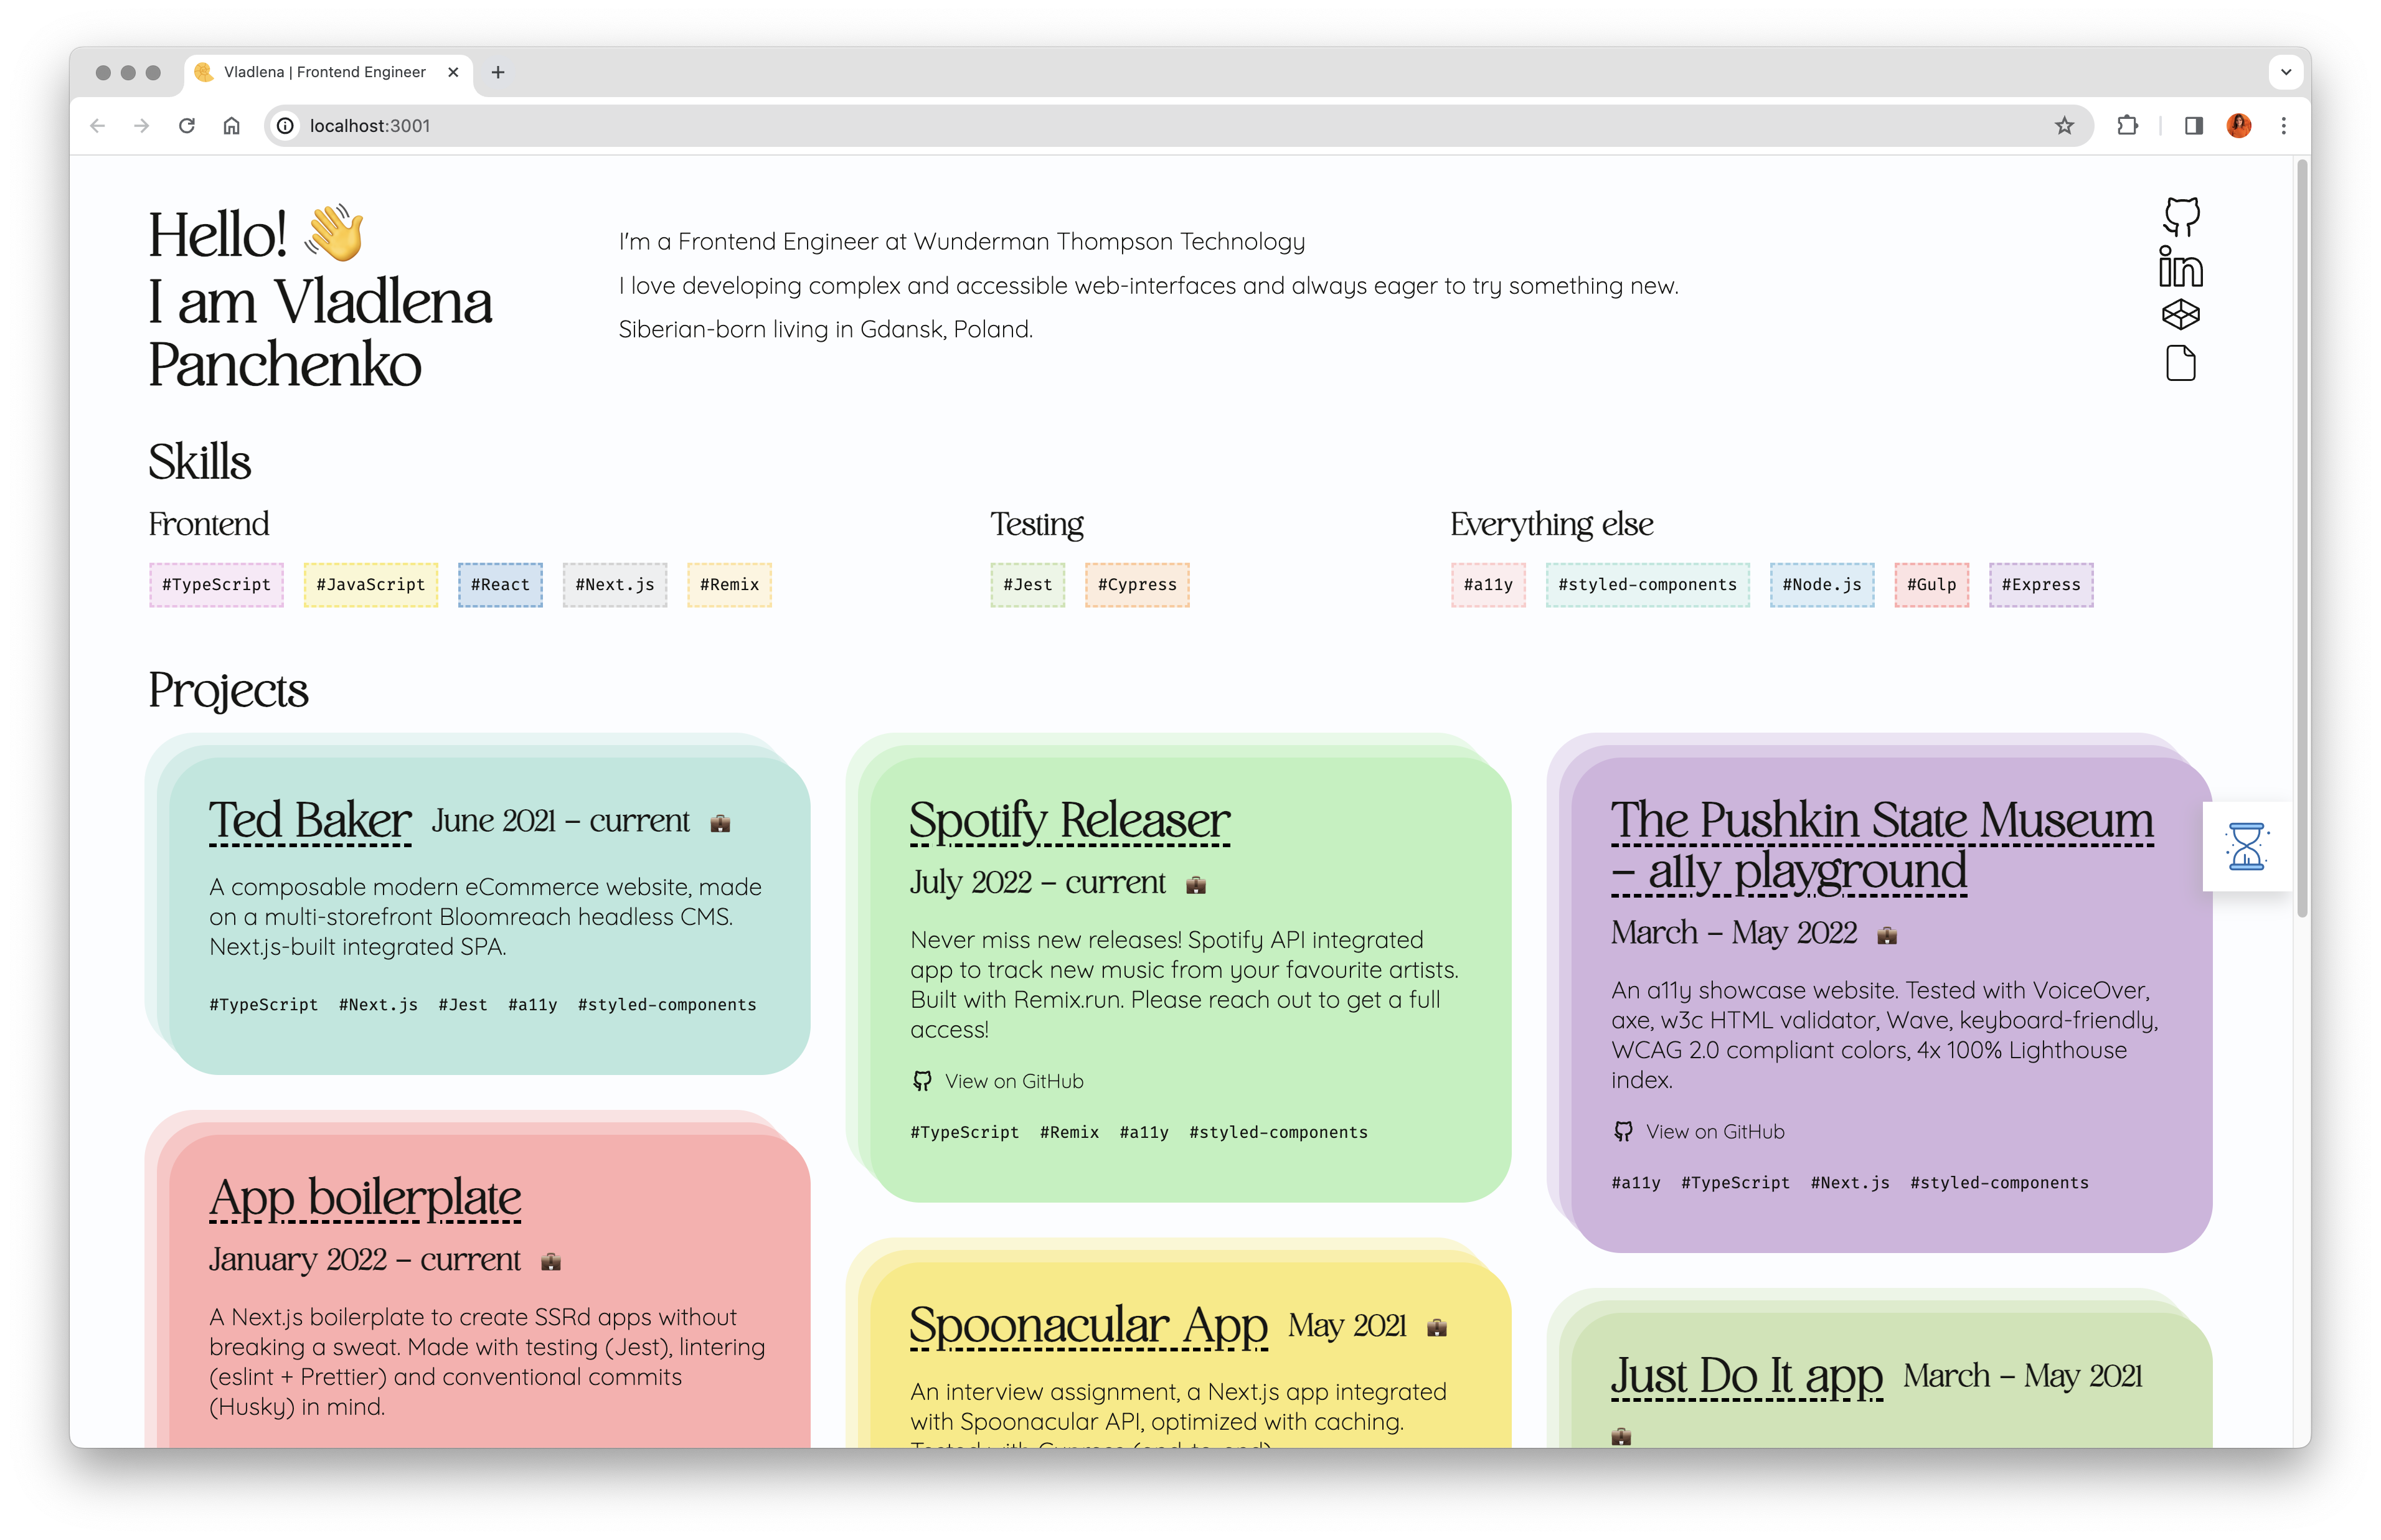 Vladlena | Frontend Engineer
localhost:3001
Hello! 👋
I am Vladlena
Panchenko
I'm a Frontend Engineer at Wunderman Thompson Technology
I love developing complex and accessible web-interfaces and always eager to try something new.
Siberian-born living in Gdansk, Poland.
in
Skills
Frontend
#TypeScript #JavaScript #React #Next.js #Remix
Testing
#Jest #Cypress
Everything else
#a11y #styled-components #Node.js #Gulp #Express
Projects
Ted Baker June 2021 – current
A composable modern eCommerce website, made
on a multi-storefront Bloomreach headless CMS.
Next.js-built integrated SPA.
#TypeScript #Next.js #Jest #a11y #styled-components
App boilerplate
January 2022 – current
A Next.js boilerplate to create SSRd apps without
breaking a sweat. Made with testing (Jest), lintering
(eslint + Prettier) and conventional commits
(Husky) in mind.
Spotify Releaser
July 2022 – current
Never miss new releases! Spotify API integrated
app to track new music from your favourite artists.
Built with Remix.run. Please reach out to get a full
access!
View on GitHub
#TypeScript #Remix #a11y #styled-components
Spoonacular App May 2021
An interview assignment, a Next.js app integrated
with Spoonacular API, optimized with caching.
Tested with Cypress (end-to-end)
The Pushkin State Museum
– a11y playground
March – May 2022
An a11y showcase website. Tested with VoiceOver,
axe, w3c HTML validator, Wave, keyboard-friendly,
WCAG 2.0 compliant colors, 4x 100% Lighthouse
index.
View on GitHub
#a11y #TypeScript #Next.js #styled-components
Just Do It app March – May 2021